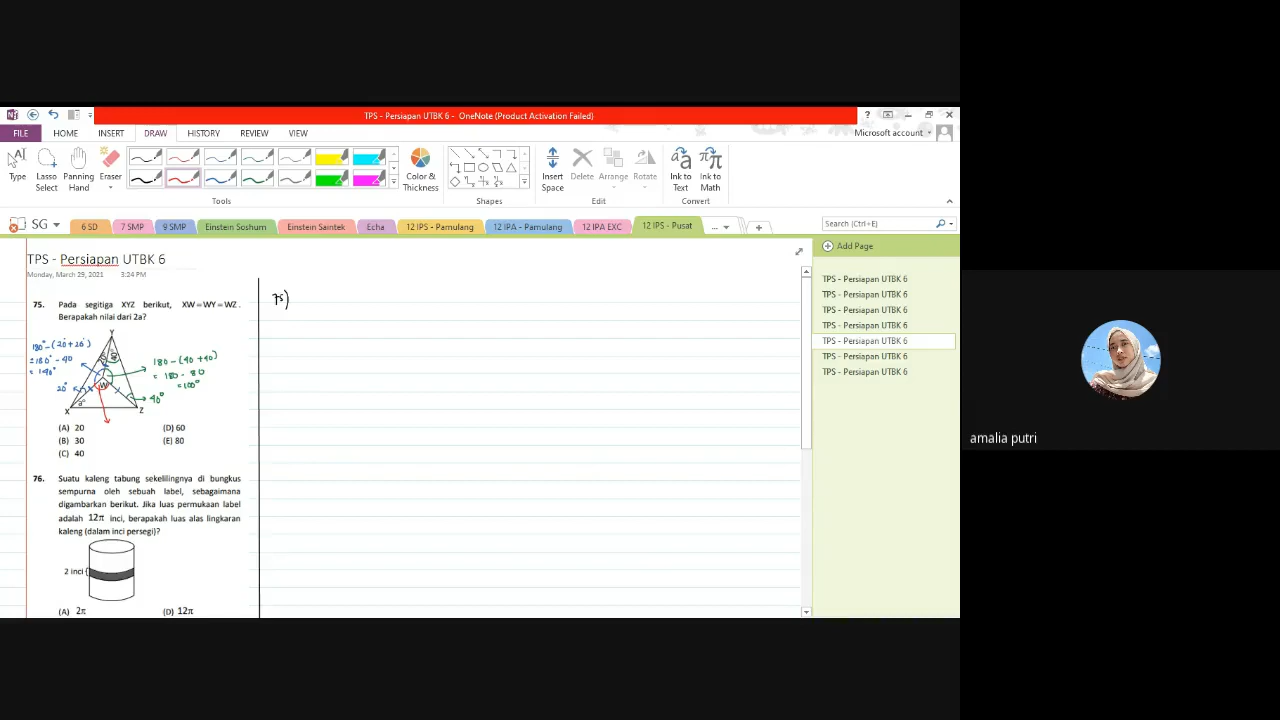 TPS - Persiapan UTBK 6 - OneNote (Product Activation Failed)
FILE HOME INSERT DRAW HISTORY REVIEW VIEW
Microsoft account
Type
Lasso Select
Panning Hand
Eraser
Color & Thickness
Insert Space
Delete
Arrange
Rotate
Ink to Text
Ink to Math
Tools
Shapes
Edit
Convert
SG
6 SD
7 SMP
9 SMP
Einstein Soshum
Einstein Saintek
Echa
12 IPS - Pamulang
12 IPA - Pamulang
12 IPA EXC
12 IPS - Pusat
...
Search (Ctrl+E)
TPS - Persiapan UTBK 6
Monday, March 29, 2021 3:24 PM
75. Pada segitiga XYZ berikut, XW = WY = WZ.
Berapakah nilai dari 2a?
Y
180° - (20° + 20°)
= 180° - 40
= 140°
180 - (40 + 40)
= 180 - 80
= 100°
20°
W
40°
X
Z
(A) 20
(B) 30
(C) 40
(D) 60
(E) 80
75)
76. Suatu kaleng tabung sekelilingnya di bungkus
sempurna oleh sebuah label, sebagaimana
digambarkan berikut. Jika luas permukaan label
adalah 12π inci, berapakah luas alas lingkaran
kaleng (dalam inci persegi)?
2 inci {
(A) 2π
(D) 12π
Add Page
TPS - Persiapan UTBK 6
TPS - Persiapan UTBK 6
TPS - Persiapan UTBK 6
TPS - Persiapan UTBK 6
TPS - Persiapan UTBK 6
TPS - Persiapan UTBK 6
TPS - Persiapan UTBK 6
amalia putri